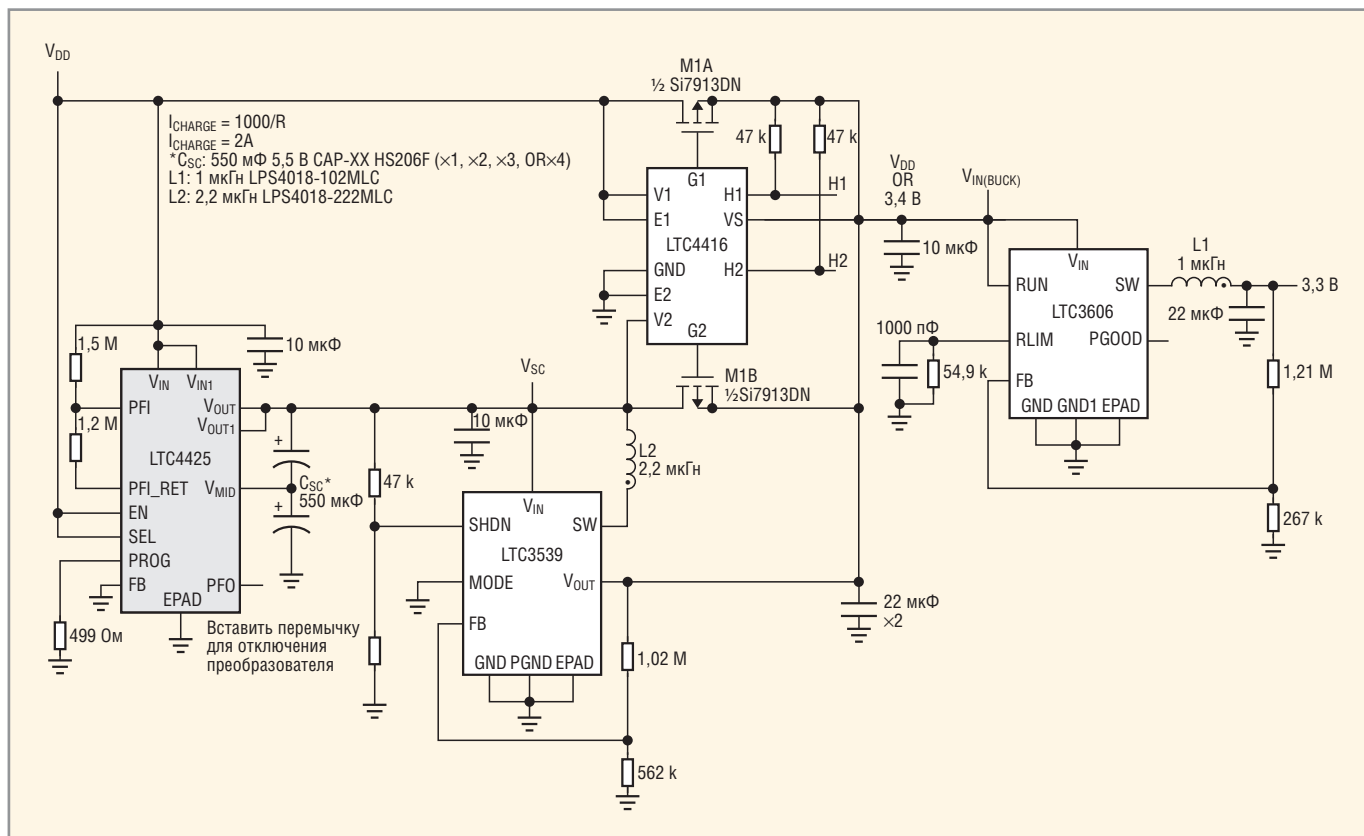 V_DD
I_CHARGE = 1000/R
I_CHARGE = 2A
*C_SC: 550 мФ 5,5 В CAP-XX HS206F (×1, ×2, ×3, OR×4)
L1: 1 мкГн LPS4018-102MLC
L2: 2,2 мкГн LPS4018-222MLC
M1A
½ Si7913DN
47 k
47 k
G1
V1
E1
GND
E2
V2
LTC4416
H1
VS
H2
G2
H1
H2
V_DD
OR
3,4 В
10 мкФ
V_IN(BUCK)
V_IN
RUN
SW
LTC3606
RLIM
PGOOD
FB
GND GND1 EPAD
L1
1 мкГн
3,3 В
22 мкФ
1,21 M
267 k
1000 пФ
54,9 k
1,5 M
1,2 M
10 мкФ
V_IN
V_IN1
PFI
V_OUT
V_OUT1
LTC4425
PFI_RET
V_MID
EN
SEL
PROG
FB
PFO
EPAD
499 Ом
+
+
C_SC*
550 мкФ
Вставить перемычку
для отключения
преобразователя
47 k
10 мкФ
V_SC
M1B
½Si7913DN
L2
2,2 мкГн
V_IN
SHDN
SW
LTC3539
MODE
V_OUT
FB
GND PGND EPAD
22 мкФ
×2
1,02 M
562 k